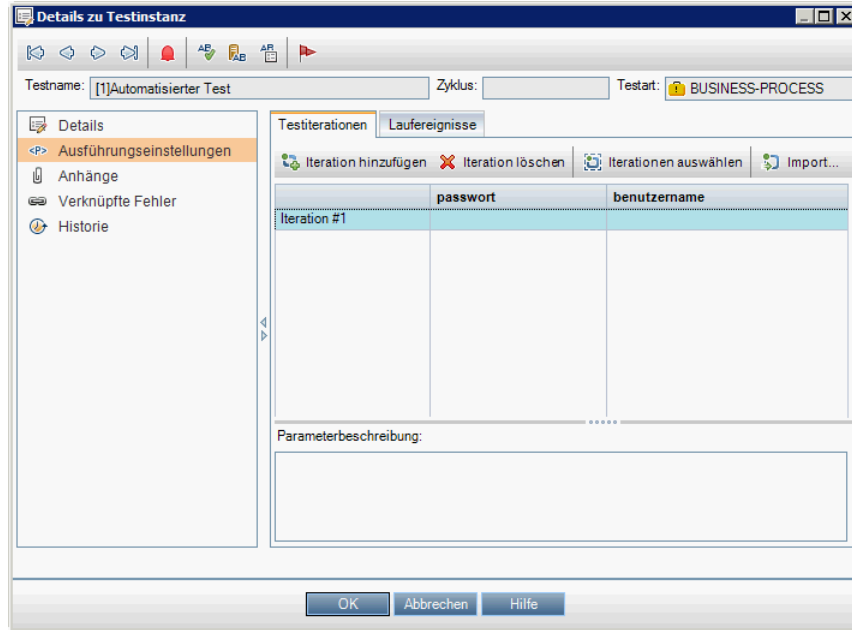 Details zu Testinstanz
Testname: [1]Automatisierter Test Zyklus: Testart: BUSINESS-PROCESS
Details
Ausführungseinstellungen
Anhänge
Verknüpfte Fehler
Historie
Testiterationen Laufereignisse
Iteration hinzufügen Iteration löschen Iterationen auswählen Import...
passwort benutzername
Iteration #1
Parameterbeschreibung:
OK Abbrechen Hilfe